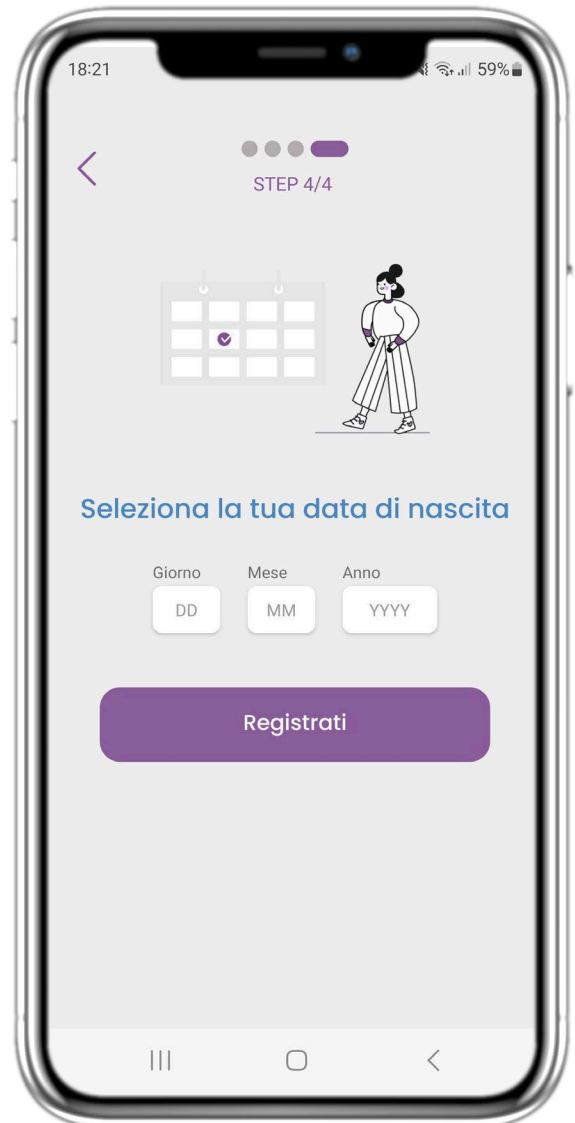 18:21
59%
STEP 4/4
Seleziona la tua data di nascita
Giorno Mese Anno
DD MM YYYY
Registrati